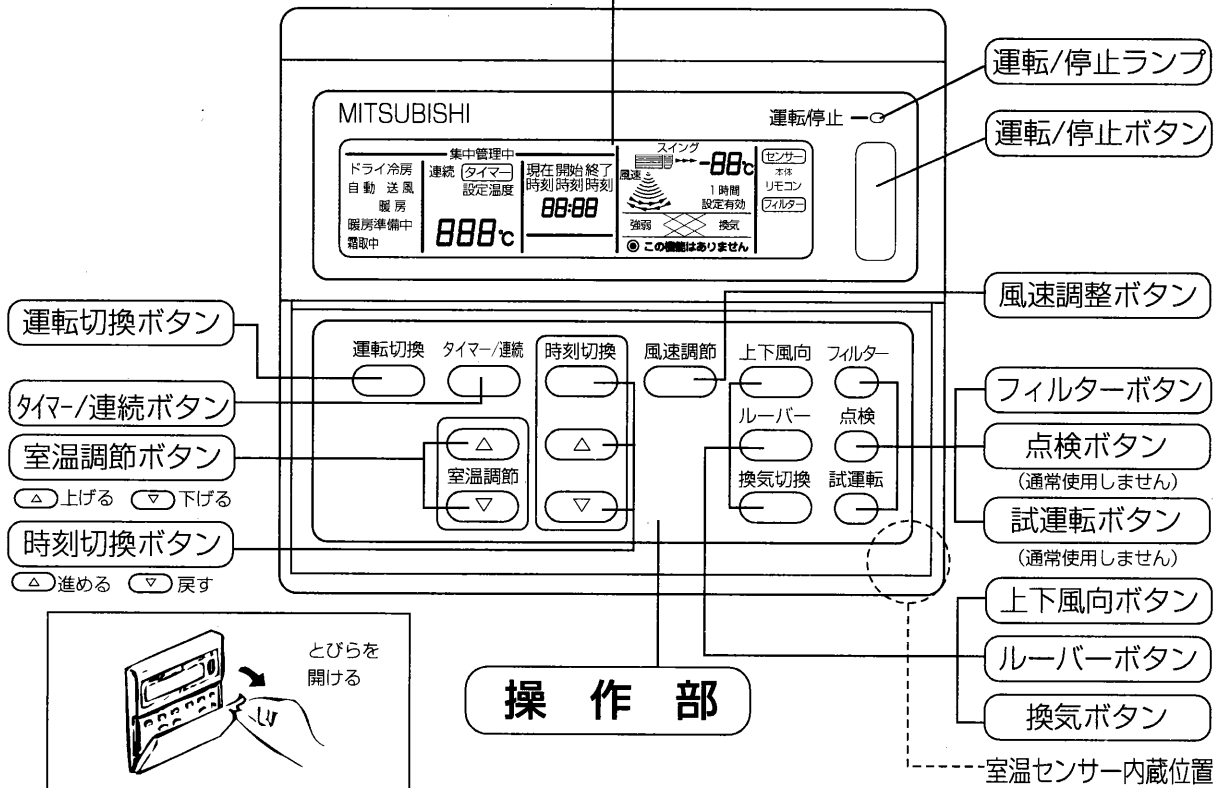 運転/停止ランプ
MITSUBISHI
運転/停止
運転/停止ボタン
集中管理中
ドライ冷房
自動 送風
暖房
暖房準備中
霜取中
連続 タイマー
設定温度
888℃
現在 開始 終了
時刻 時刻 時刻
88:88
スイング
風速
-88℃
1時間
設定有効
強弱 換気
◉ この機能はありません
センサー
本体
リモコン
フィルター
風速調整ボタン
運転切換ボタン
運転切換 タイマー/連続 時刻切換 風速調節 上下風向 フィルター
タイマー/連続ボタン
フィルターボタン
ルーバー 点検
室温調節ボタン
△上げる ▽下げる
△ △
室温調節
▽ ▽
換気切換 試運転
点検ボタン
(通常使用しません)
時刻切換ボタン
△進める ▽戻す
試運転ボタン
(通常使用しません)
上下風向ボタン
ルーバーボタン
換気ボタン
とびらを
開ける
操作部
室温センサー内蔵位置